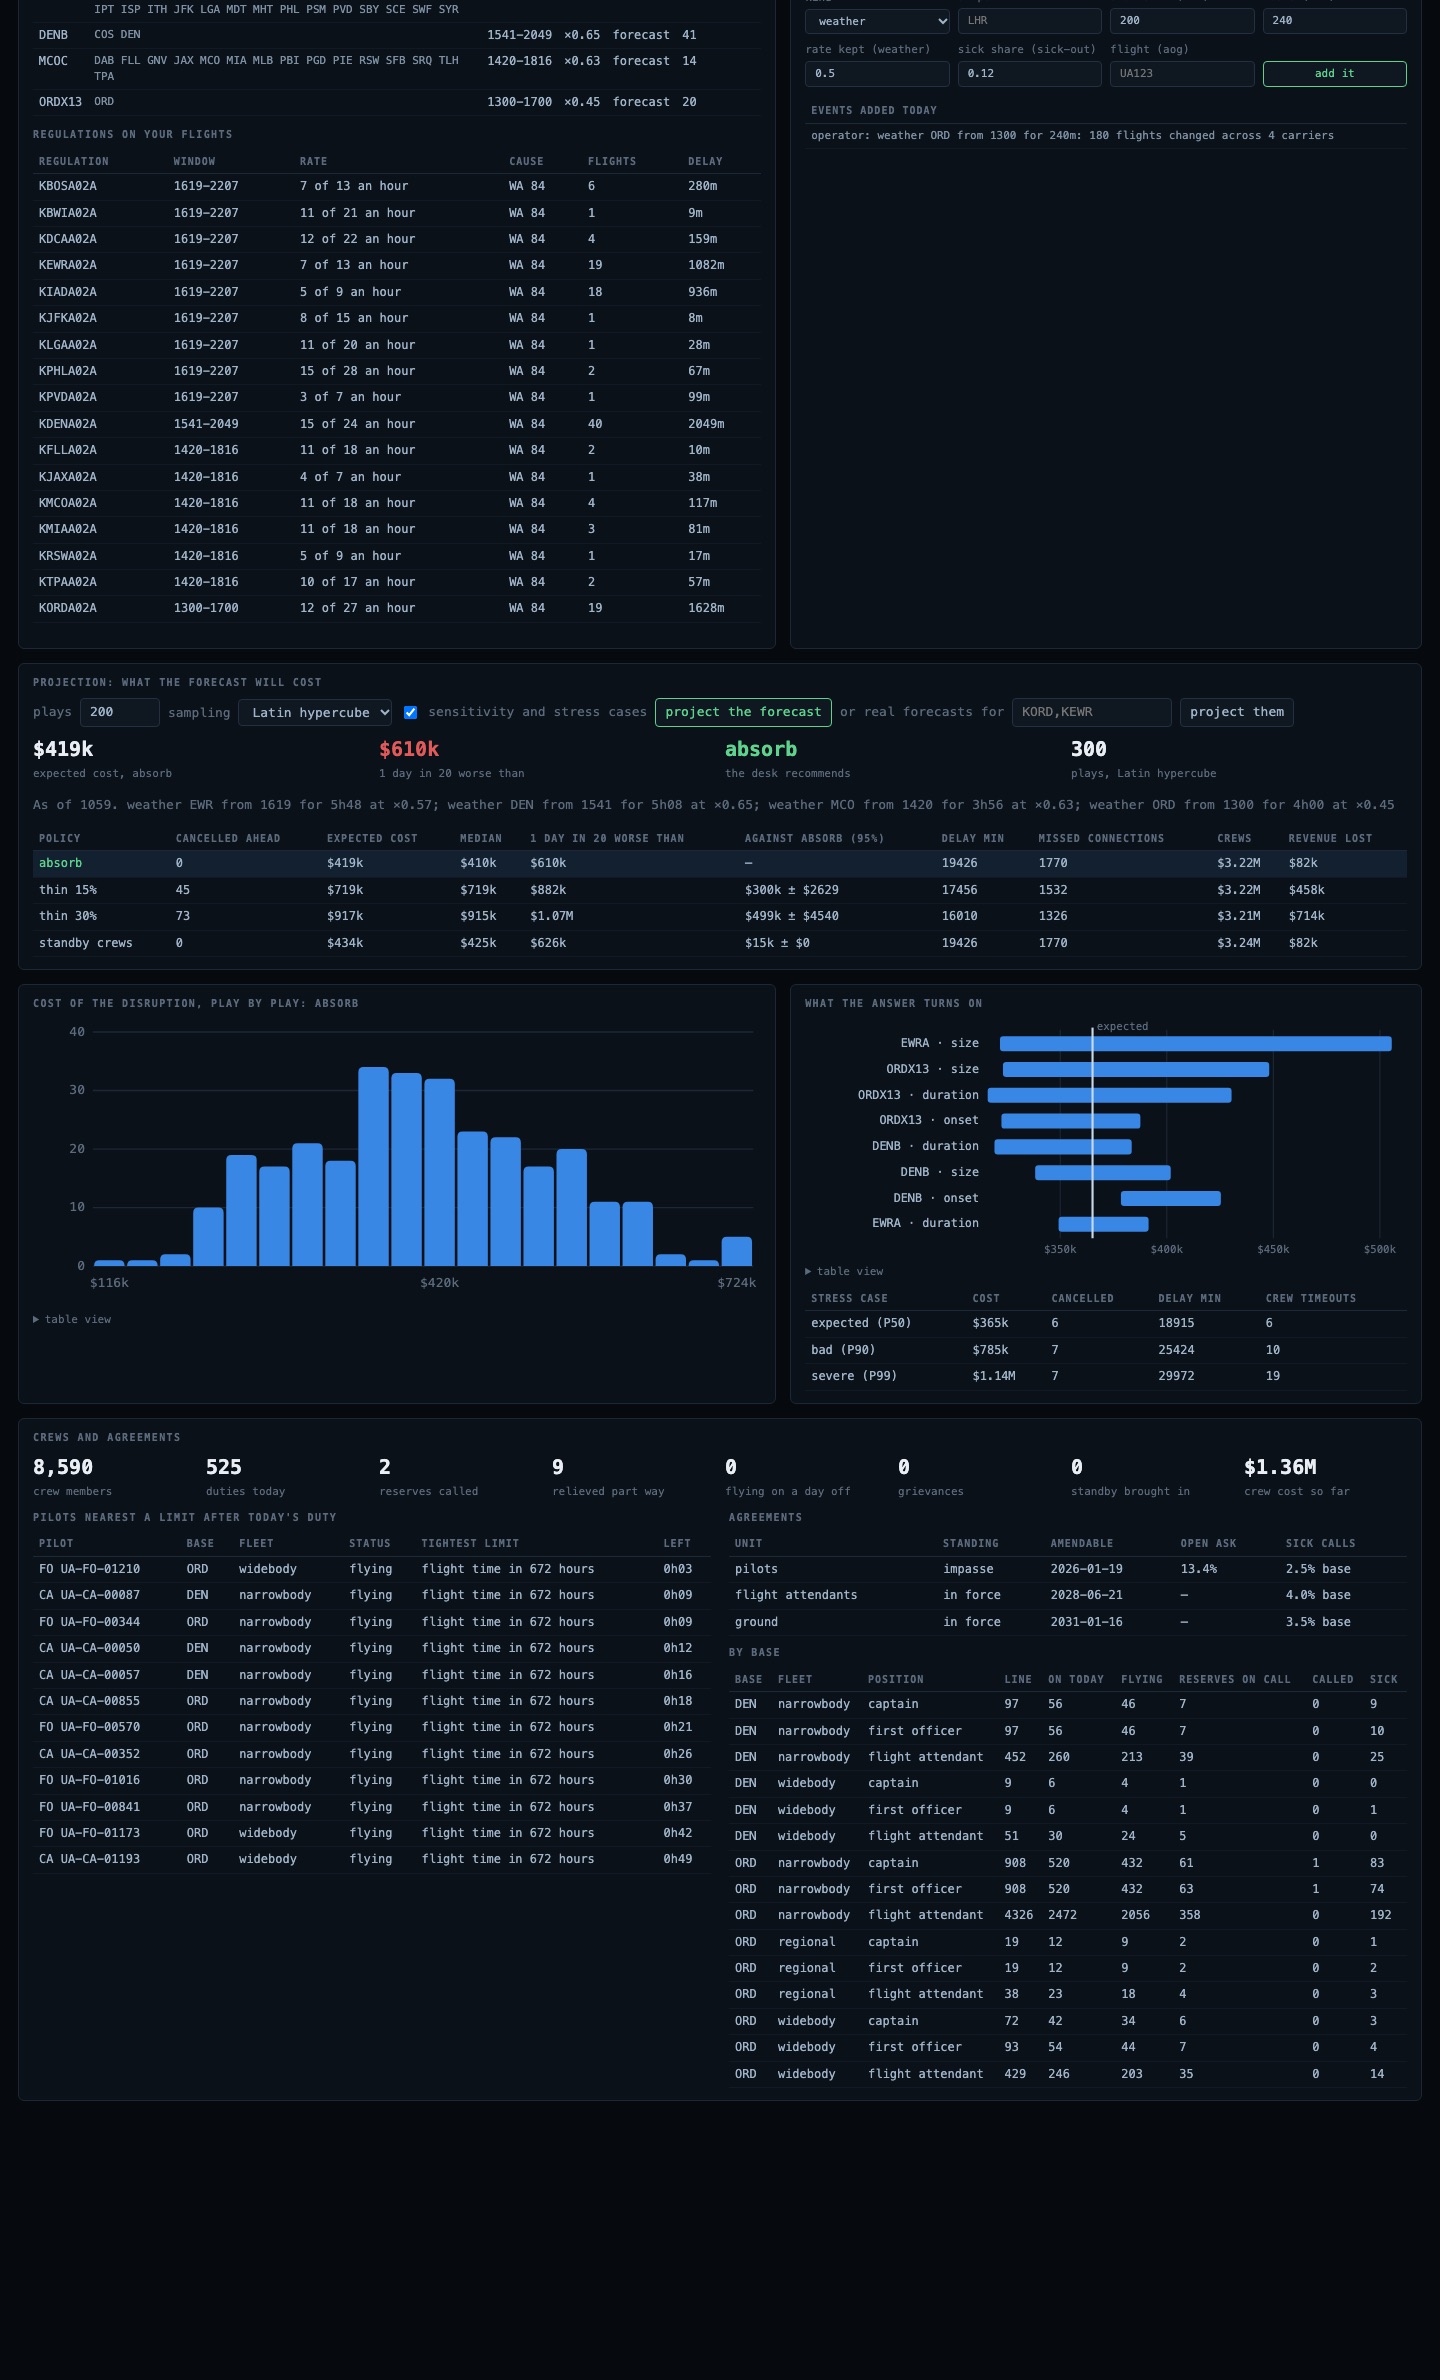 IPT ISP ITH JFK LGA MDT MHT PHL PSM PVD SBY SCE SWF SYR
DENB COS DEN 1541–2049 ×0.65 forecast 41
MCOC DAB FLL GNV JAX MCO MIA MLB PBI PGD PIE RSW SFB SRQ TLH 1420–1816 ×0.63 forecast 14
TPA
ORDX13 ORD 1300–1700 ×0.45 forecast 20
REGULATIONS ON YOUR FLIGHTS
REGULATION WINDOW RATE CAUSE FLIGHTS DELAY
KBOSA02A 1619–2207 7 of 13 an hour WA 84 6 280m
KBWIA02A 1619–2207 11 of 21 an hour WA 84 1 9m
KDCAA02A 1619–2207 12 of 22 an hour WA 84 4 159m
KEWRA02A 1619–2207 7 of 13 an hour WA 84 19 1082m
KIADA02A 1619–2207 5 of 9 an hour WA 84 18 936m
KJFKA02A 1619–2207 8 of 15 an hour WA 84 1 8m
KLGAA02A 1619–2207 11 of 20 an hour WA 84 1 28m
KPHLA02A 1619–2207 15 of 28 an hour WA 84 2 67m
KPVDA02A 1619–2207 3 of 7 an hour WA 84 1 99m
KDENA02A 1541–2049 15 of 24 an hour WA 84 40 2049m
KFLLA02A 1420–1816 11 of 18 an hour WA 84 2 10m
KJAXA02A 1420–1816 4 of 7 an hour WA 84 1 38m
KMCOA02A 1420–1816 11 of 18 an hour WA 84 4 117m
KMIAA02A 1420–1816 11 of 18 an hour WA 84 3 81m
KRSWA02A 1420–1816 5 of 9 an hour WA 84 1 17m
KTPAA02A 1420–1816 10 of 17 an hour WA 84 2 57m
KORDA02A 1300–1700 12 of 27 an hour WA 84 19 1628m
weather LHR 200 240
rate kept (weather) sick share (sick-out) flight (aog)
0.5 0.12 UA123 add it
EVENTS ADDED TODAY
operator: weather ORD from 1300 for 240m: 180 flights changed across 4 carriers
PROJECTION: WHAT THE FORECAST WILL COST
plays 200 sampling Latin hypercube sensitivity and stress cases project the forecast or real forecasts for KORD,KEWR project them
$419k $610k absorb 300
expected cost, absorb 1 day in 20 worse than the desk recommends plays, Latin hypercube
As of 1059. weather EWR from 1619 for 5h48 at ×0.57; weather DEN from 1541 for 5h08 at ×0.65; weather MCO from 1420 for 3h56 at ×0.63; weather ORD from 1300 for 4h00 at ×0.45
POLICY CANCELLED AHEAD EXPECTED COST MEDIAN 1 DAY IN 20 WORSE THAN AGAINST ABSORB (95%) DELAY MIN MISSED CONNECTIONS CREWS REVENUE LOST
absorb 0 $419k $410k $610k — 19426 1770 $3.22M $82k
thin 15% 45 $719k $719k $882k $300k ± $2629 17456 1532 $3.22M $458k
thin 30% 73 $917k $915k $1.07M $499k ± $4540 16010 1326 $3.21M $714k
standby crews 0 $434k $425k $626k $15k ± $0 19426 1770 $3.24M $82k
COST OF THE DISRUPTION, PLAY BY PLAY: ABSORB
40
30
20
10
0
$116k $420k $724k
▶ table view
WHAT THE ANSWER TURNS ON
expected
EWRA · size
ORDX13 · size
ORDX13 · duration
ORDX13 · onset
DENB · duration
DENB · size
DENB · onset
EWRA · duration
$350k $400k $450k $500k
▶ table view
STRESS CASE COST CANCELLED DELAY MIN CREW TIMEOUTS
expected (P50) $365k 6 18915 6
bad (P90) $785k 7 25424 10
severe (P99) $1.14M 7 29972 19
CREWS AND AGREEMENTS
8,590 525 2 9 0 0 0 $1.36M
crew members duties today reserves called relieved part way flying on a day off grievances standby brought in crew cost so far
PILOTS NEAREST A LIMIT AFTER TODAY'S DUTY
PILOT BASE FLEET STATUS TIGHTEST LIMIT LEFT
FO UA-FO-01210 ORD widebody flying flight time in 672 hours 0h03
CA UA-CA-00087 DEN narrowbody flying flight time in 672 hours 0h09
FO UA-FO-00344 ORD narrowbody flying flight time in 672 hours 0h09
CA UA-CA-00050 DEN narrowbody flying flight time in 672 hours 0h12
CA UA-CA-00057 DEN narrowbody flying flight time in 672 hours 0h16
CA UA-CA-00855 ORD narrowbody flying flight time in 672 hours 0h18
FO UA-FO-00570 ORD narrowbody flying flight time in 672 hours 0h21
CA UA-CA-00352 ORD narrowbody flying flight time in 672 hours 0h26
FO UA-FO-01016 ORD narrowbody flying flight time in 672 hours 0h30
FO UA-FO-00841 ORD narrowbody flying flight time in 672 hours 0h37
FO UA-FO-01173 ORD widebody flying flight time in 672 hours 0h42
CA UA-CA-01193 ORD widebody flying flight time in 672 hours 0h49
AGREEMENTS
UNIT STANDING AMENDABLE OPEN ASK SICK CALLS
pilots impasse 2026-01-19 13.4% 2.5% base
flight attendants in force 2028-06-21 — 4.0% base
ground in force 2031-01-16 — 3.5% base
BY BASE
BASE FLEET POSITION LINE ON TODAY FLYING RESERVES ON CALL CALLED SICK
DEN narrowbody captain 97 56 46 7 0 9
DEN narrowbody first officer 97 56 46 7 0 10
DEN narrowbody flight attendant 452 260 213 39 0 25
DEN widebody captain 9 6 4 1 0 0
DEN widebody first officer 9 6 4 1 0 1
DEN widebody flight attendant 51 30 24 5 0 0
ORD narrowbody captain 908 520 432 61 1 83
ORD narrowbody first officer 908 520 432 63 1 74
ORD narrowbody flight attendant 4326 2472 2056 358 0 192
ORD regional captain 19 12 9 2 0 1
ORD regional first officer 19 12 9 2 0 2
ORD regional flight attendant 38 23 18 4 0 3
ORD widebody captain 72 42 34 6 0 3
ORD widebody first officer 93 54 44 7 0 4
ORD widebody flight attendant 429 246 203 35 0 14